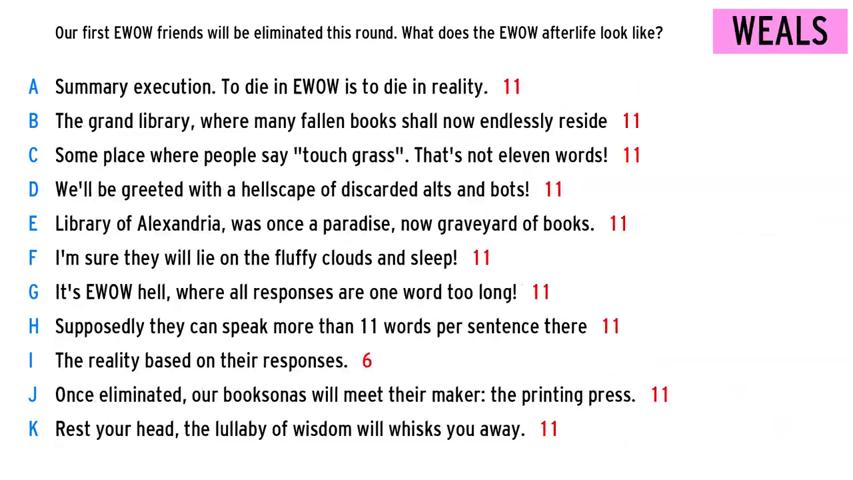 Our first EWOW friends will be eliminated this round. What does the EWOW afterlife look like?
WEALS
A Summary execution. To die in EWOW is to die in reality. 11
B The grand library, where many fallen books shall now endlessly reside 11
C Some place where people say "touch grass". That's not eleven words! 11
D We'll be greeted with a hellscape of discarded alts and bots! 11
E Library of Alexandria, was once a paradise, now graveyard of books. 11
F I'm sure they will lie on the fluffy clouds and sleep! 11
G It's EWOW hell, where all responses are one word too long! 11
H Supposedly they can speak more than 11 words per sentence there 11
I The reality based on their responses. 6
J Once eliminated, our booksonas will meet their maker: the printing press. 11
K Rest your head, the lullaby of wisdom will whisks you away. 11